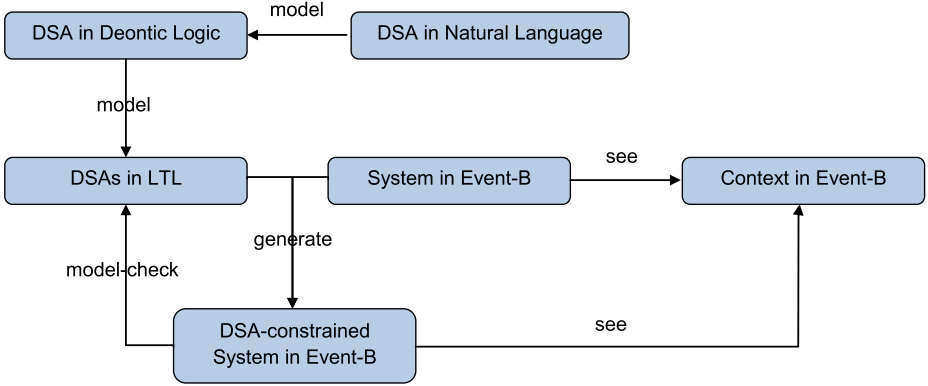 model
DSA in Deontic Logic
DSA in Natural Language
model
DSAs in LTL
System in Event-B
see
Context in Event-B
generate
model-check
DSA-constrained
System in Event-B
see